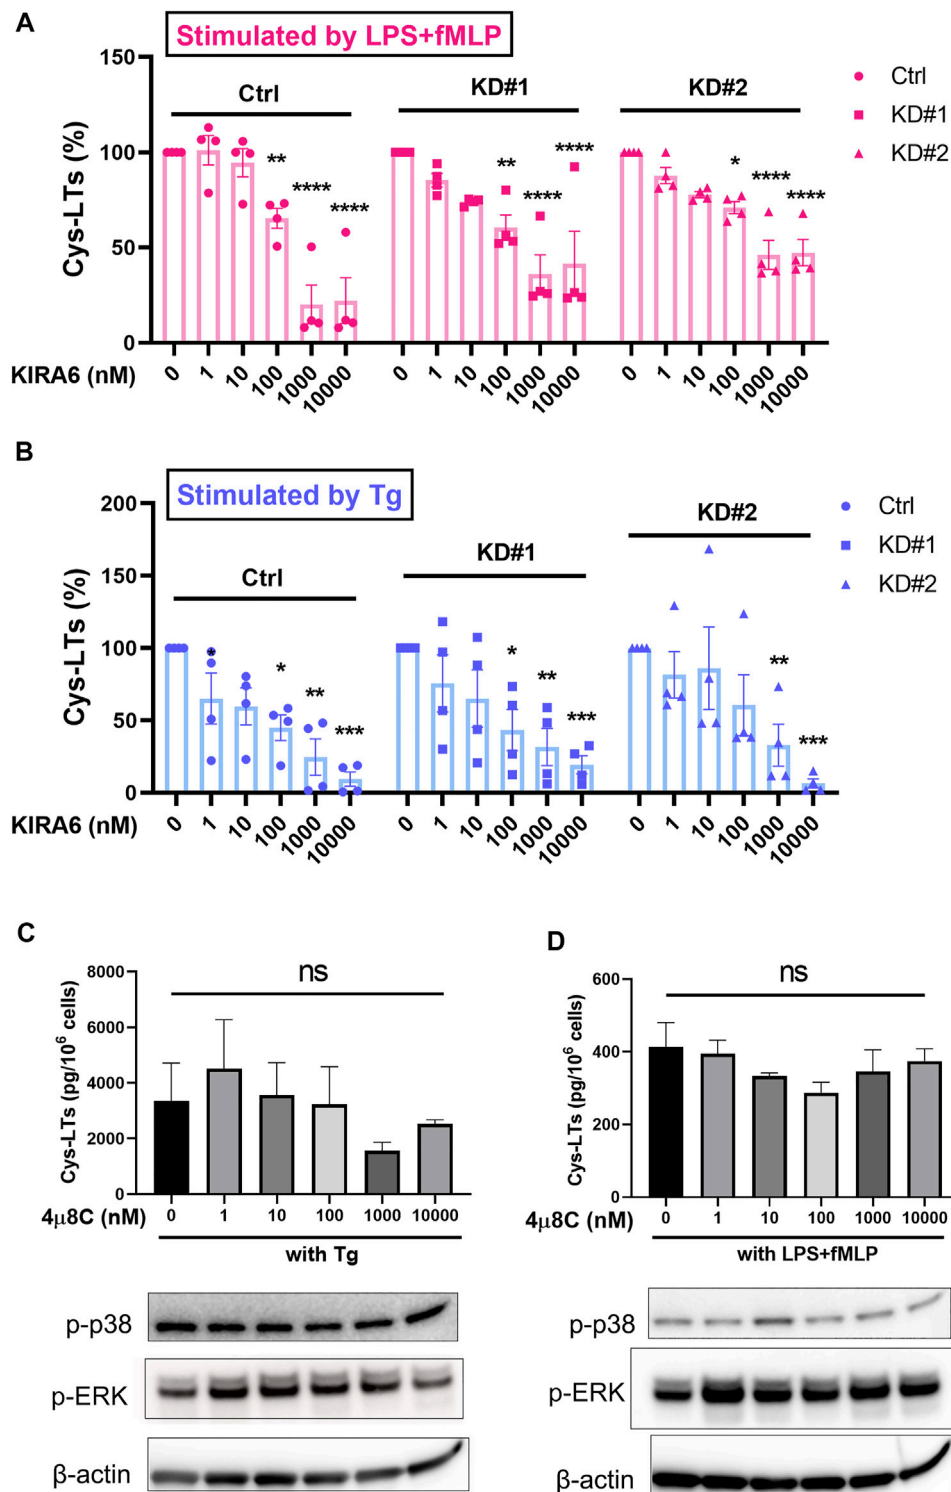 A
Stimulated by LPS+fMLP
150
100
50
0
Cys-LTs (%)
Ctrl
KD#1
KD#2
** **** ****
** **** ****
* **** ****
Ctrl
KD#1
KD#2
KIRA6 (nM)
0 1 10 100 1000 10000
0 1 10 100 1000 10000
0 1 10 100 1000 10000
B
Stimulated by Tg
200
150
100
50
0
Cys-LTs (%)
Ctrl
KD#1
KD#2
* * ** ***
* ** ***
** ***
Ctrl
KD#1
KD#2
KIRA6 (nM)
0 1 10 100 1000 10000
0 1 10 100 1000 10000
0 1 10 100 1000 10000
C
8000
6000
4000
2000
0
Cys-LTs (pg/10⁶ cells)
ns
4μ8C (nM) 0 1 10 100 1000 10000
with Tg
p-p38
p-ERK
β-actin
D
600
400
200
0
Cys-LTs (pg/10⁶ cells)
ns
4μ8C (nM) 0 1 10 100 1000 10000
with LPS+fMLP
p-p38
p-ERK
β-actin